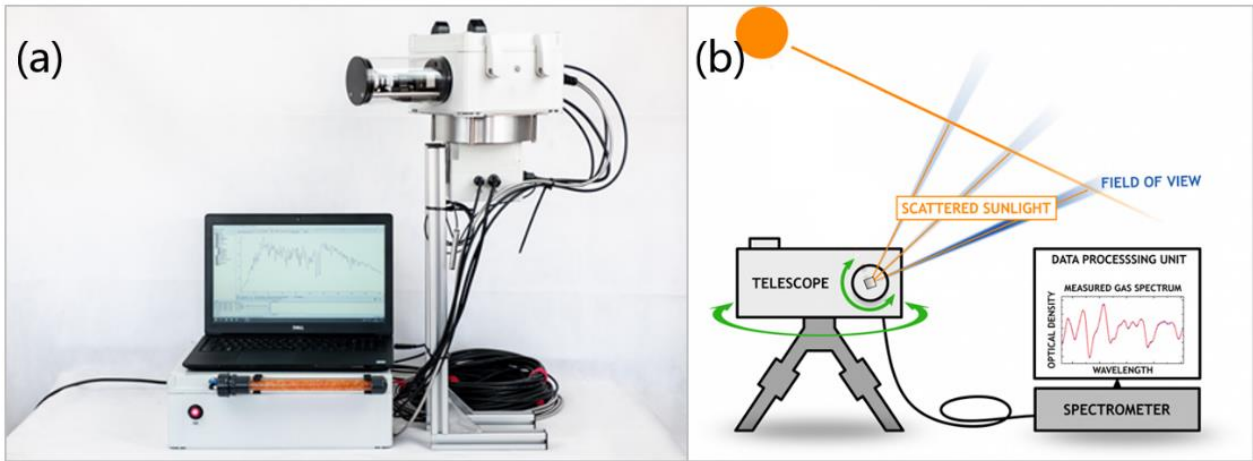 (a)
DELL
(b)
FIELD OF VIEW
SCATTERED SUNLIGHT
TELESCOPE
DATA PROCESSSING UNIT
MEASURED GAS SPECTRUM
OPTICAL DENSITY
WAVELENGTH
SPECTROMETER